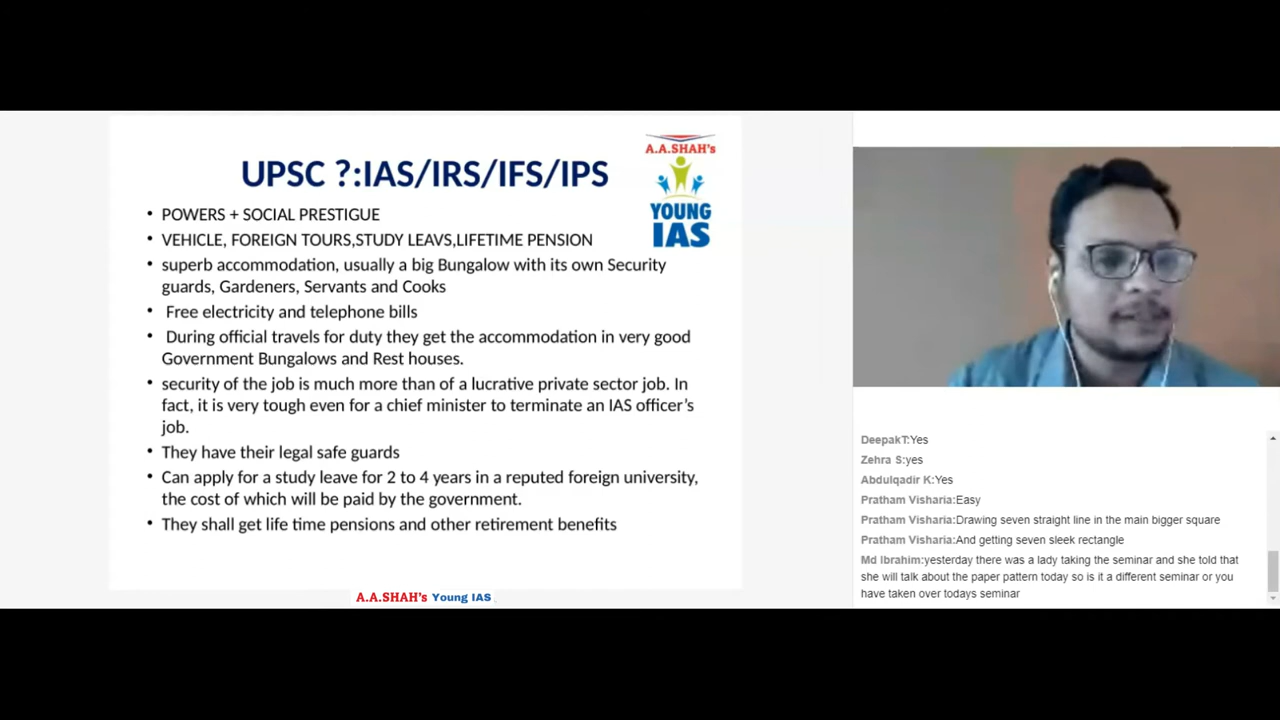 UPSC ?:IAS/IRS/IFS/IPS
A.A.SHAH's
YOUNG
IAS
• POWERS + SOCIAL PRESTIGUE
• VEHICLE, FOREIGN TOURS,STUDY LEAVS,LIFETIME PENSION
• superb accommodation, usually a big Bungalow with its own Security
guards, Gardeners, Servants and Cooks
• Free electricity and telephone bills
• During official travels for duty they get the accommodation in very good
Government Bungalows and Rest houses.
• security of the job is much more than of a lucrative private sector job. In
fact, it is very tough even for a chief minister to terminate an IAS officer's
job.
• They have their legal safe guards
• Can apply for a study leave for 2 to 4 years in a reputed foreign university,
the cost of which will be paid by the government.
• They shall get life time pensions and other retirement benefits
A.A.SHAH's Young IAS
DeepakT:Yes
Zehra S:yes
Abdulqadir K:Yes
Pratham Visharia:Easy
Pratham Visharia:Drawing seven straight line in the main bigger square
Pratham Visharia:And getting seven sleek rectangle
Md Ibrahim:yesterday there was a lady taking the seminar and she told that
she will talk about the paper pattern today so is it a different seminar or you
have taken over todays seminar